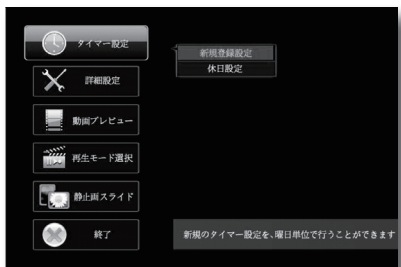 タイマー設定
新規登録設定
休日設定
詳細設定
動画プレビュー
再生モード選択
静止画スライド
終了
新規のタイマー設定を、曜日単位で行うことができます